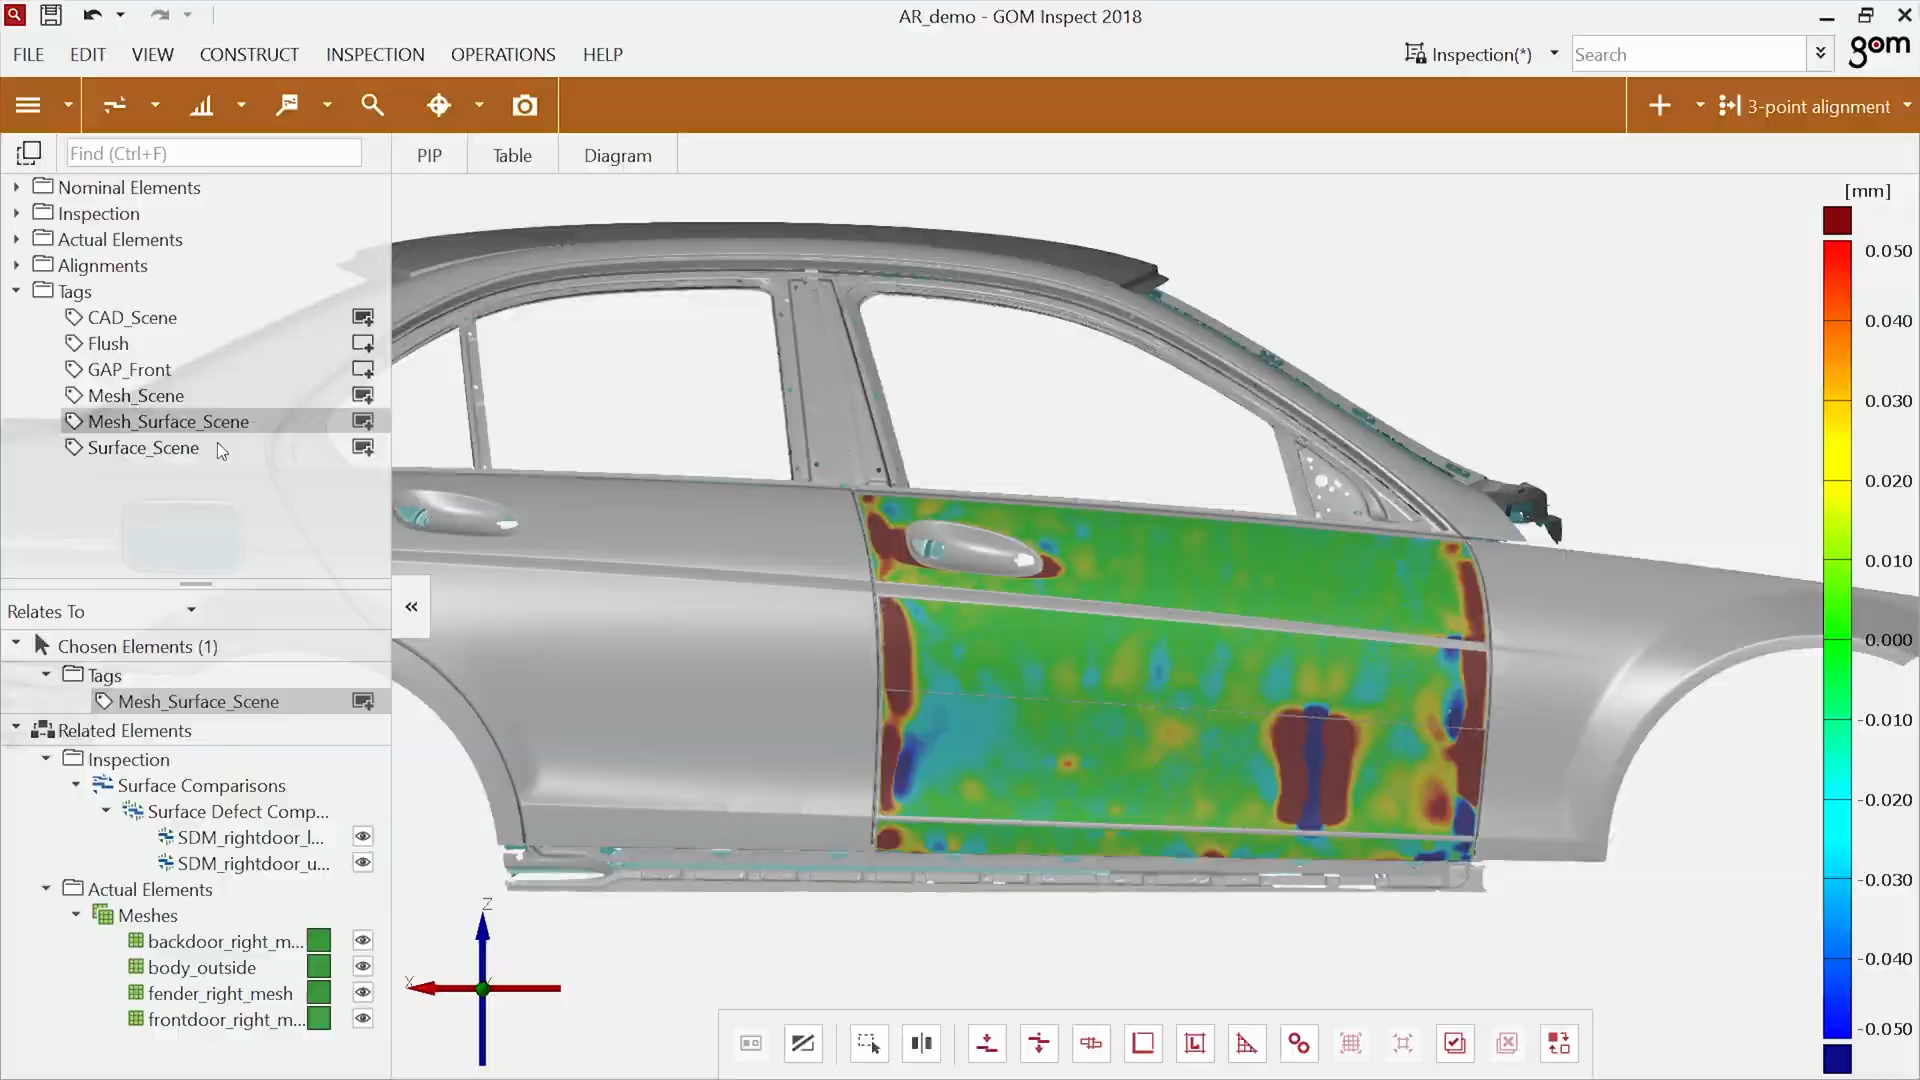 AR_demo - GOM Inspect 2018
FILE EDIT VIEW CONSTRUCT INSPECTION OPERATIONS HELP
Inspection(*)
Search
gom
3-point alignment
Find (Ctrl+F)
PIP Table Diagram
Nominal Elements
Inspection
Actual Elements
Alignments
Tags
CAD_Scene
Flush
GAP_Front
Mesh_Scene
Mesh_Surface_Scene
Surface_Scene
Relates To
Chosen Elements (1)
Tags
Mesh_Surface_Scene
Related Elements
Inspection
Surface Comparisons
Surface Defect Comp...
SDM_rightdoor_l...
SDM_rightdoor_u...
Actual Elements
Meshes
backdoor_right_m...
body_outside
fender_right_mesh
frontdoor_right_m...
Z
X
[mm]
0.050
0.040
0.030
0.020
0.010
0.000
-0.010
-0.020
-0.030
-0.040
-0.050